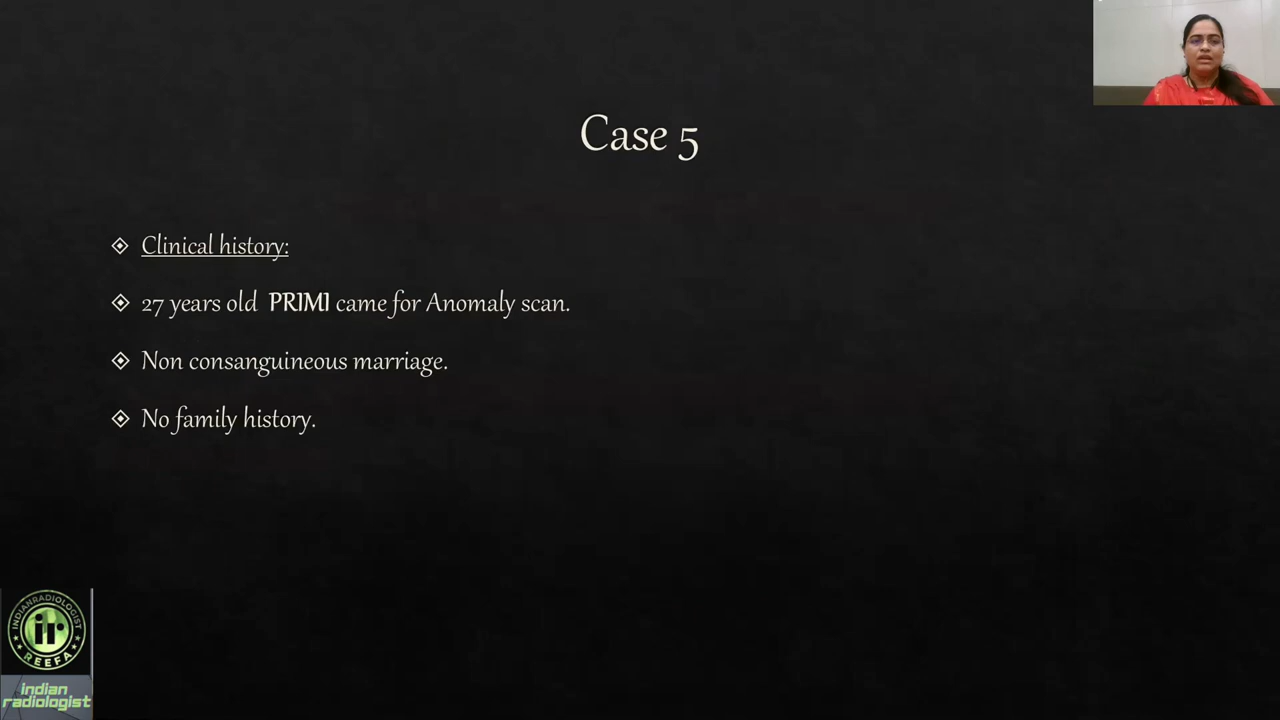 Case 5
Clinical history:
27 years old PRIMI came for Anomaly scan.
Non consanguineous marriage.
No family history.
INDIANRADIOLOGIST
ir
REEFA
indian
radiologist